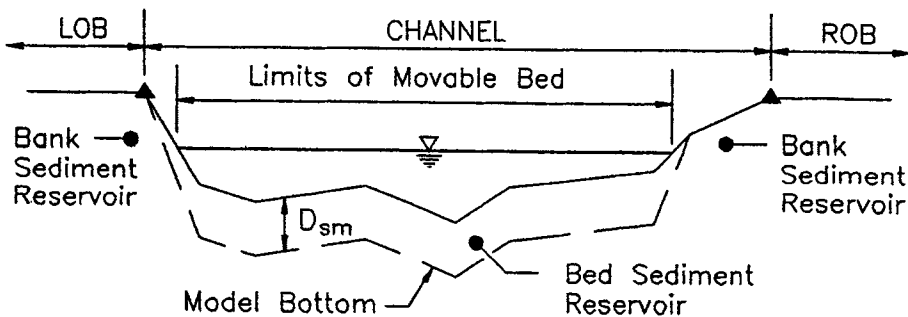 LOB
CHANNEL
ROB
Limits of Movable Bed
Bank
Sediment
Reservoir
Bank
Sediment
Reservoir
Dsm
Bed Sediment
Reservoir
Model Bottom